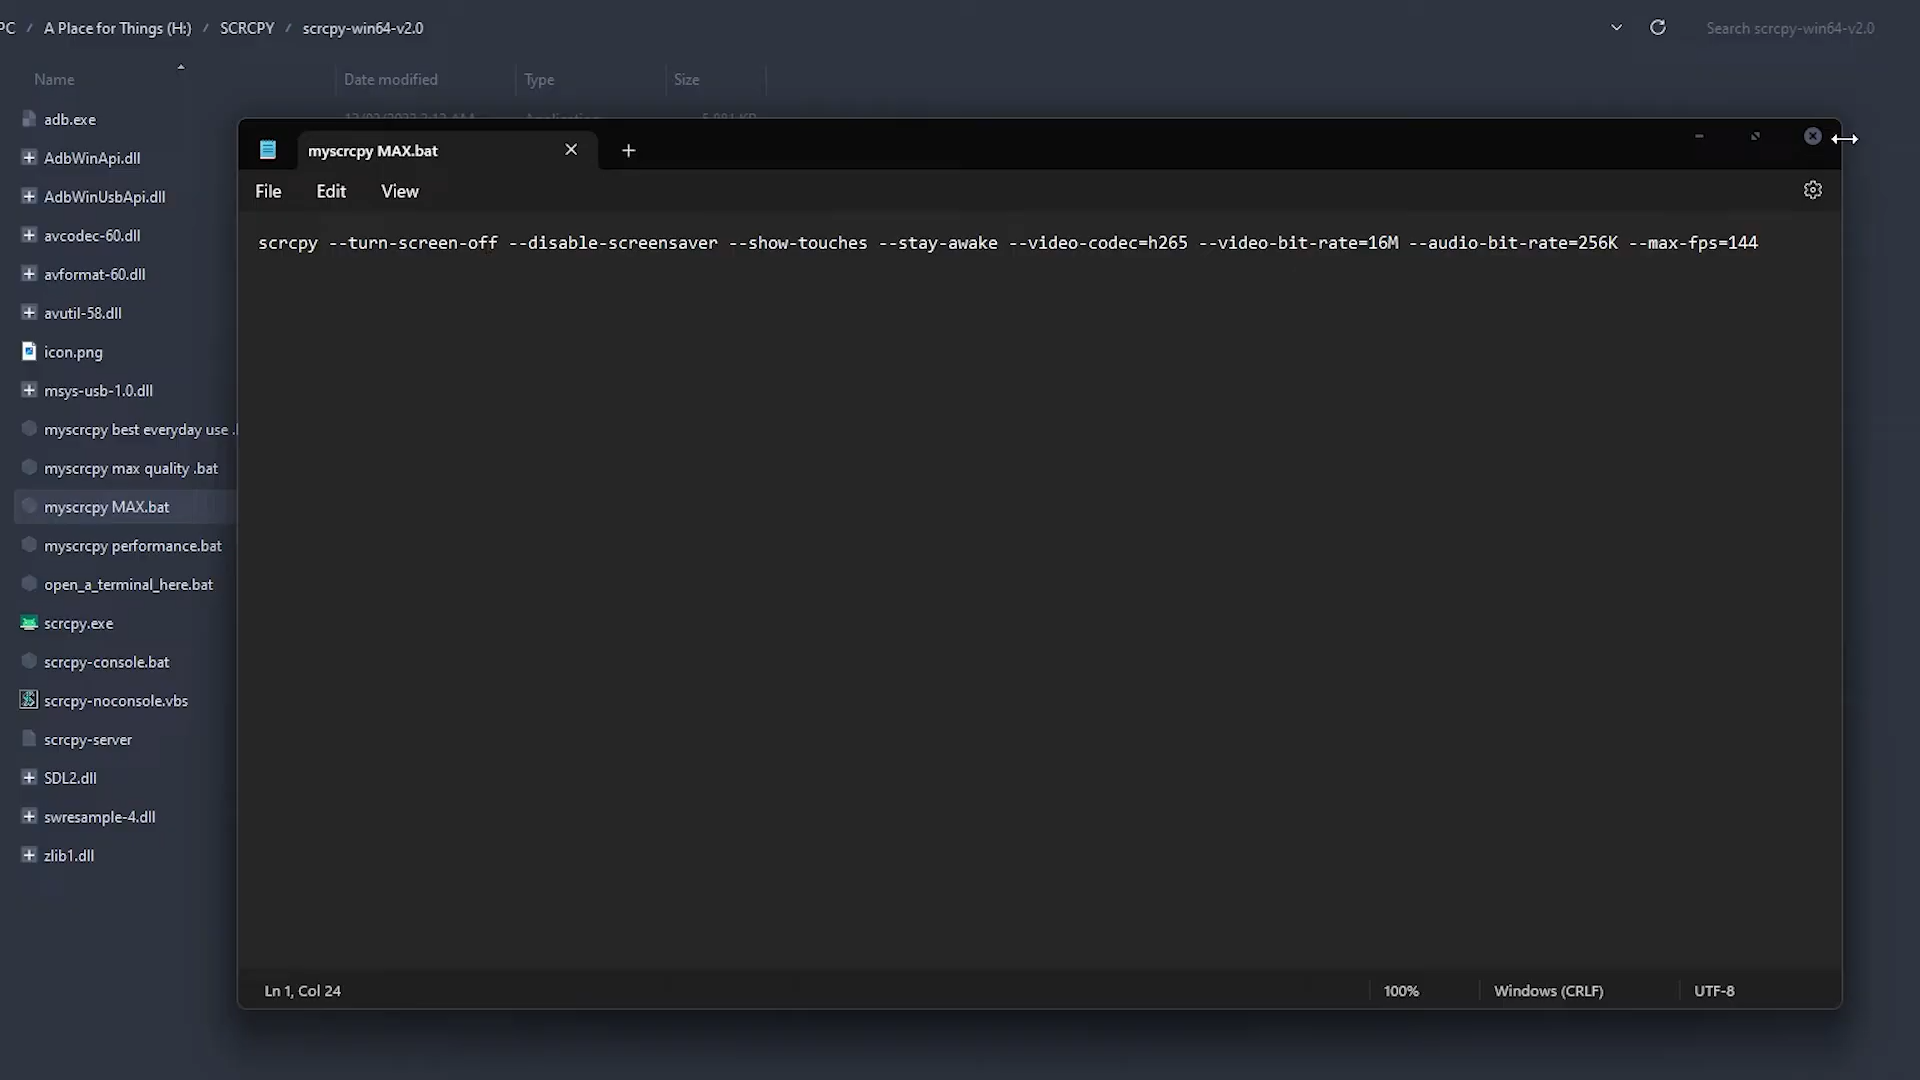 PC / A Place for Things (H:) / SCRCPY / scrcpy-win64-v2.0
Search scrcpy-win64-v2.0
Name Date modified Type Size
adb.exe
myscrcpy MAX.bat
File Edit View
scrcpy --turn-screen-off --disable-screensaver --show-touches --stay-awake --video-codec=h265 --video-bit-rate=16M --audio-bit-rate=256K --max-fps=144
AdbWinApi.dll
AdbWinUsbApi.dll
avcodec-60.dll
avformat-60.dll
avutil-58.dll
icon.png
msys-usb-1.0.dll
myscrcpy best everyday use .
myscrcpy max quality .bat
myscrcpy MAX.bat
myscrcpy performance.bat
open_a_terminal_here.bat
scrcpy.exe
scrcpy-console.bat
scrcpy-noconsole.vbs
scrcpy-server
SDL2.dll
swresample-4.dll
zlib1.dll
Ln 1, Col 24
100%
Windows (CRLF)
UTF-8